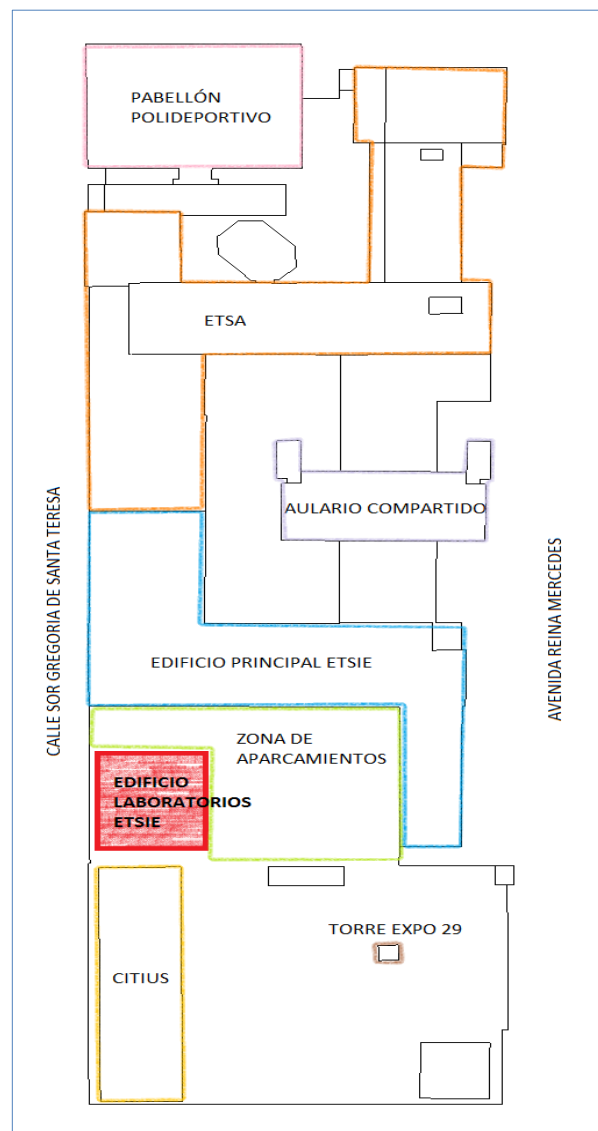 PABELLÓN
POLIDEPORTIVO
ETSA
AULARIO COMPARTIDO
CALLE SOR GREGORIA DE SANTA TERESA
AVENIDA REINA MERCEDES
EDIFICIO PRINCIPAL ETSIE
ZONA DE
APARCAMIENTOS
EDIFICIO
LABORATORIOS
ETSIE
TORRE EXPO 29
CITIUS